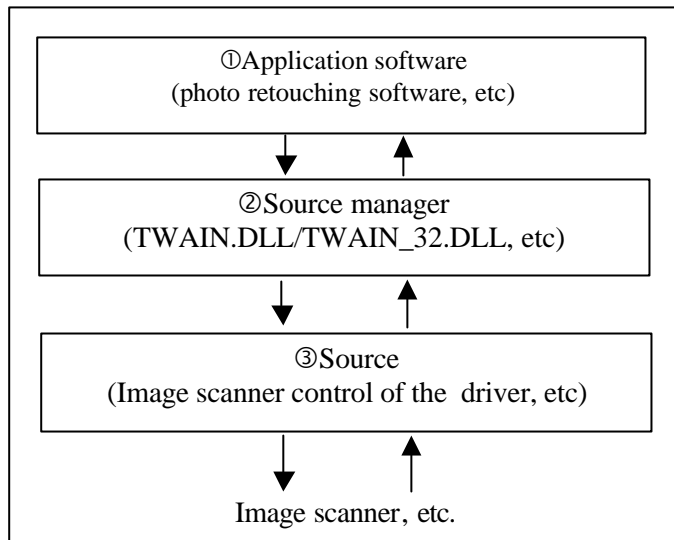 ①Application software
(photo retouching software, etc)
②Source manager
(TWAIN.DLL/TWAIN_32.DLL, etc)
③Source
(Image scanner control of the driver, etc)
Image scanner, etc.